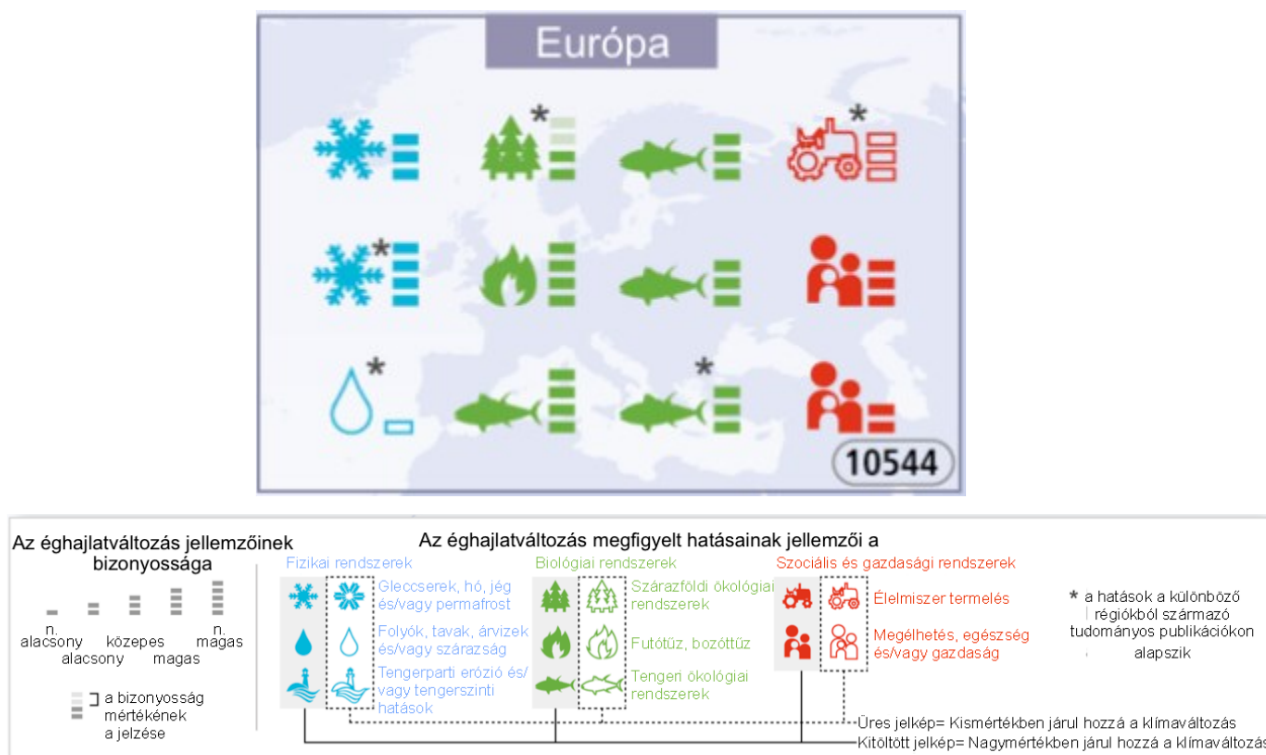 Európa
*
*
*
*
*
10544
Az éghajlatváltozás jellemzőinek
bizonyossága
n.
alacsony
alacsony
közepes
magas
n.
magas
a bizonyosság
mértékének
a jelzése
Az éghajlatváltozás megfigyelt hatásainak jellemzői a
Fizikai rendszerek
Gleccserek, hó, jég
és/vagy permafrost
Folyók, tavak, árvizek
és/vagy szárazság
Tengerparti erózió és/
vagy tengerszinti
hatások
Biológiai rendszerek
Szárazföldi ökológiai
rendszerek
Futótűz, bozóttűz
Tengeri ökológiai
rendszerek
Szociális és gazdasági rendszerek
Élelmiszer termelés
Megélhetés, egészség
és/vagy gazdaság
* a hatások a különböző
régiókból származó
tudományos publikációkon
alapszik
Üres jelkép= Kismértékben járul hozzá a klímaváltozás
Kitöltött jelkép= Nagymértékben járul hozzá a klímaváltozás